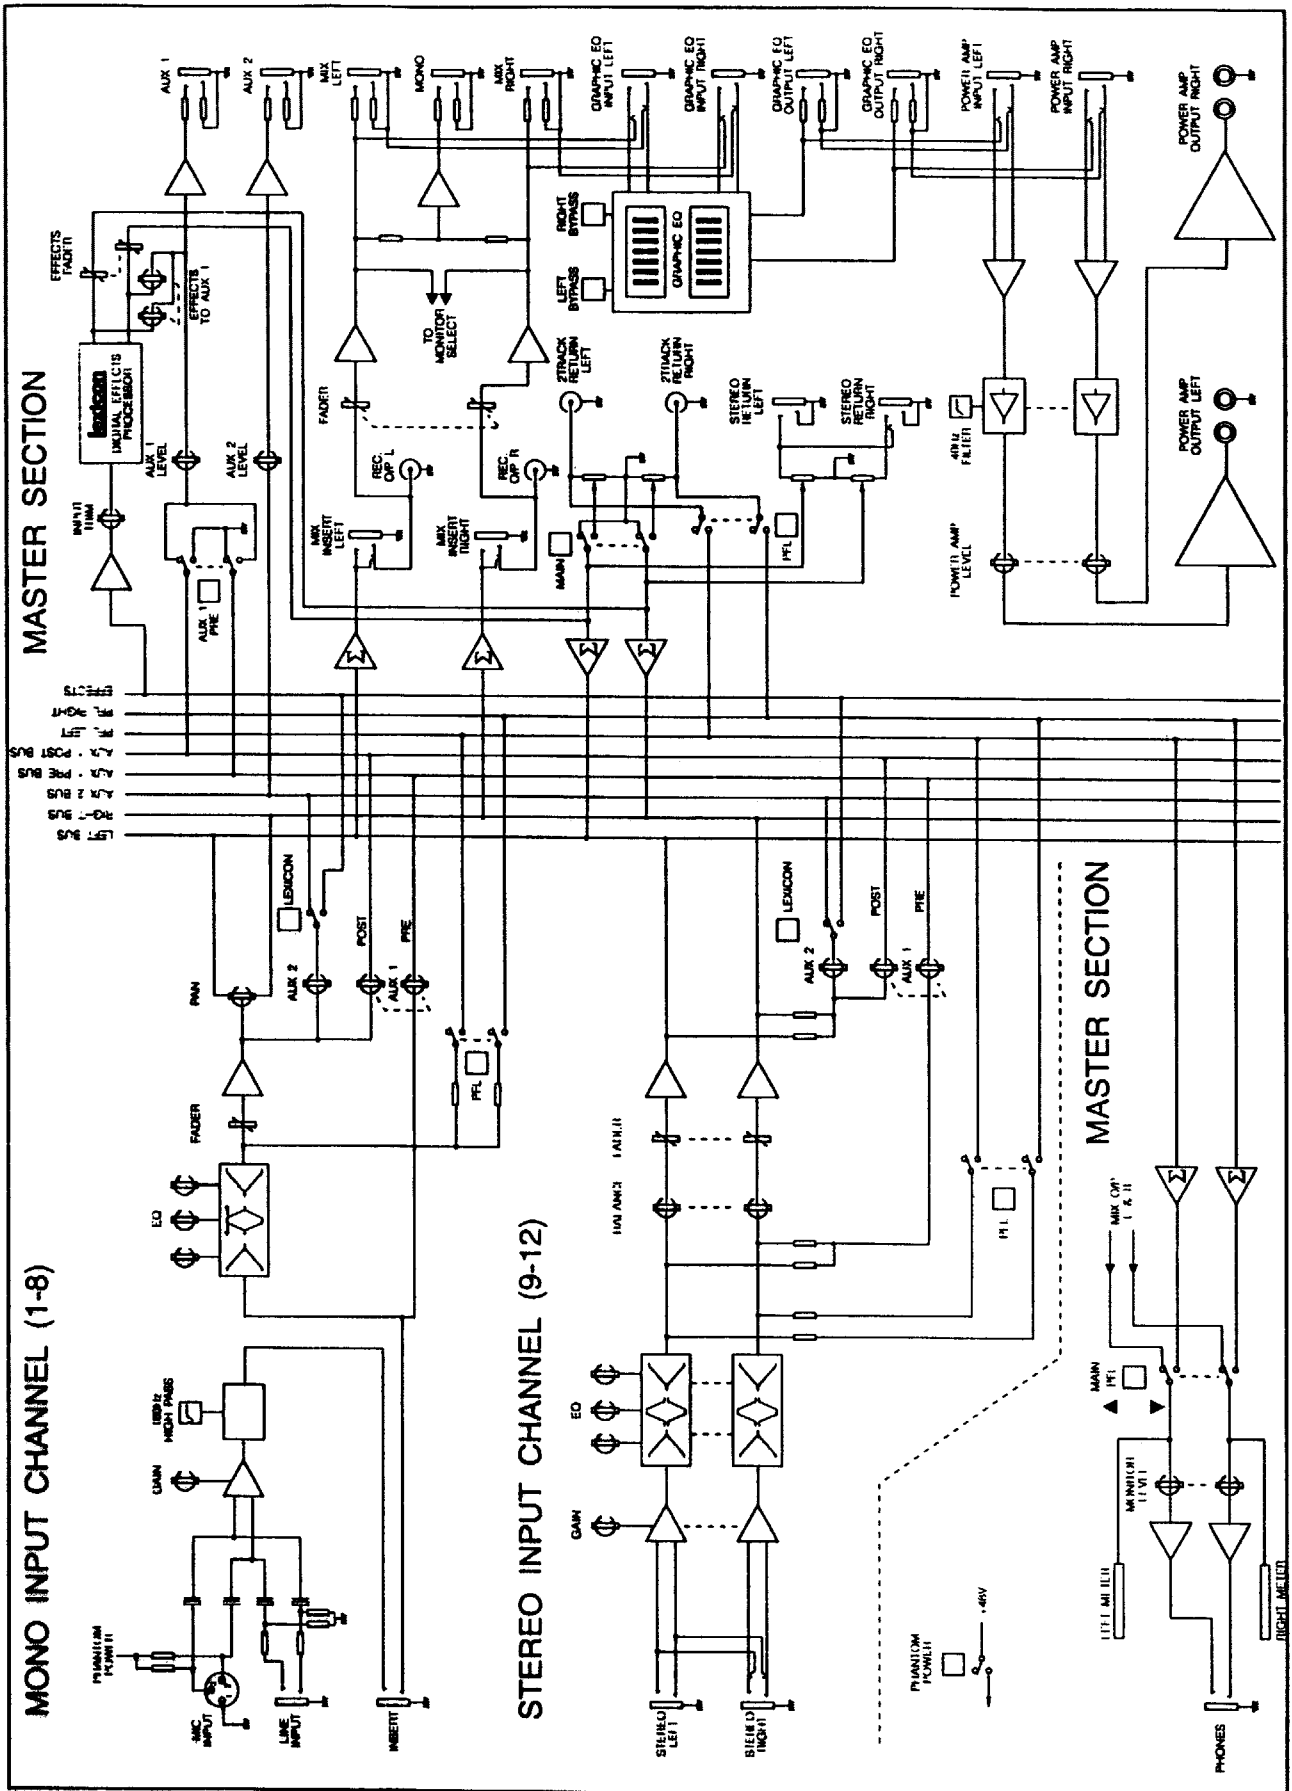 MONO INPUT CHANNEL (1-8)
PHANTOM
POWER
MIC
INPUT
LINE
INPUT
INSERT
GAIN
HIGH PASS
EQ
FADER
PAN
AUX 2
LEXICON
POST
AUX 1
PRE
PFL
STEREO INPUT CHANNEL (9-12)
STEREO
LEFT
STEREO
RIGHT
GAIN
EQ
BALANCE
FADER
AUX 2
LEXICON
POST
AUX 1
PRE
PFL
PHANTOM
POWER
+48V
LEFT BUS
RIGHT BUS
AUX 2 BUS
EFFECTS
MASTER SECTION
INPUT
TRIM
lexicon
DIGITAL EFFECTS
PROCESSOR
EFFECTS
FADER
EFFECTS
TO AUX 1
AUX 1
PRE
AUX 1
LEVEL
AUX 2
LEVEL
AUX 1
AUX 2
MIX
LEFT
MONO
MIX
RIGHT
GRAPHIC EQ
INPUT LEFT
GRAPHIC EQ
INPUT RIGHT
GRAPHIC EQ
OUTPUT LEFT
GRAPHIC EQ
OUTPUT RIGHT
POWER AMP
INPUT LEFT
POWER AMP
INPUT RIGHT
POWER AMP
OUTPUT RIGHT
MIX
INSERT
LEFT
REC.
O/P L
FADER
MIX
INSERT
RIGHT
REC.
O/P R
TO
MONITOR
SELECT
LEFT
BYPASS
RIGHT
BYPASS
GRAPHIC EQ
2TRACK
RETURN
LEFT
2TRACK
RETURN
RIGHT
MAIN
PFL
STEREO
RETURN
LEFT
STEREO
RETURN
RIGHT
40Hz
FILTER
POWER AMP
LEVEL
POWER AMP
OUTPUT LEFT
Σ
Σ
Σ
Σ
MASTER SECTION
MIX O/P
L & R
Σ
Σ
MAIN
PFL
MONITOR
LEVEL
LEFT METER
RIGHT METER
PHONES